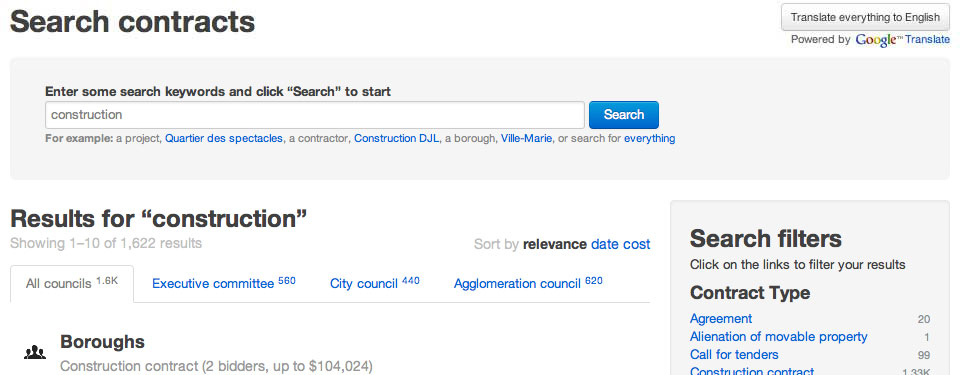 Search contracts
Translate everything to English
Powered by Google™ Translate
Enter some search keywords and click “Search” to start
construction
Search
For example: a project, Quartier des spectacles, a contractor, Construction DJL, a borough, Ville-Marie, or search for everything
Results for “construction”
Showing 1–10 of 1,622 results
Sort by relevance date cost
All councils 1.6K
Executive committee 560
City council 440
Agglomeration council 620
Boroughs
Construction contract (2 bidders, up to $104,024)
Search filters
Click on the links to filter your results
Contract Type
Agreement 20
Alienation of movable property 1
Call for tenders 99
Construction contract 1.33K